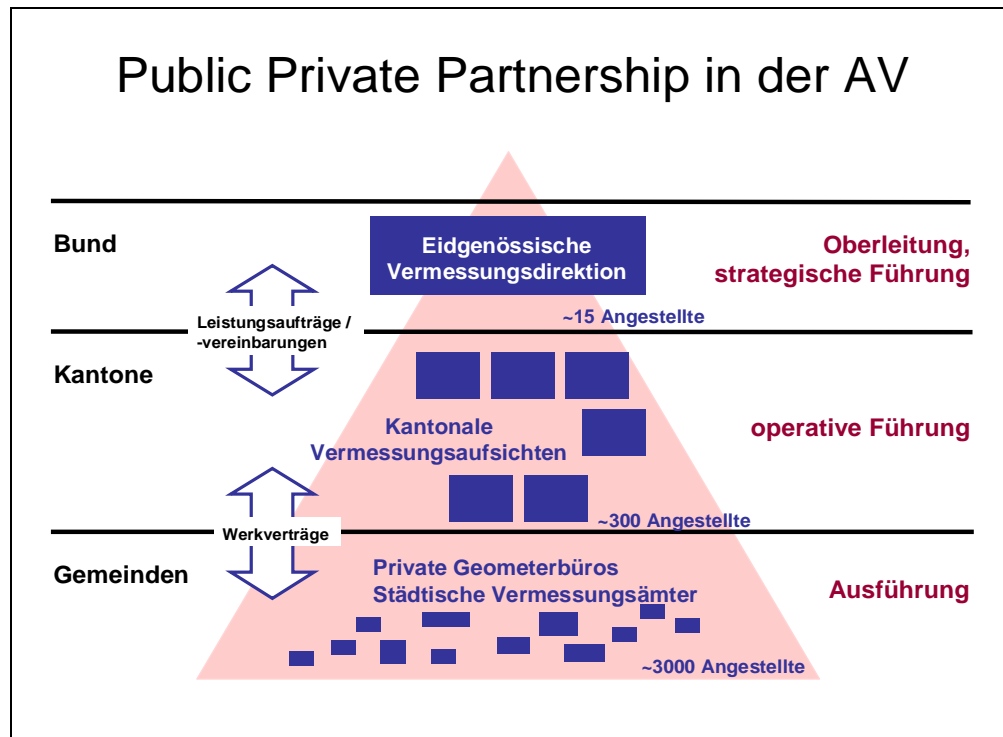 Public Private Partnership in der AV
Bund
Eidgenössische
Vermessungsdirektion
Oberleitung,
strategische Führung
~15 Angestellte
Leistungsaufträge /
-vereinbarungen
Kantone
Kantonale
Vermessungsaufsichten
operative Führung
~300 Angestellte
Werkverträge
Gemeinden
Private Geometerbüros
Städtische Vermessungsämter
Ausführung
~3000 Angestellte